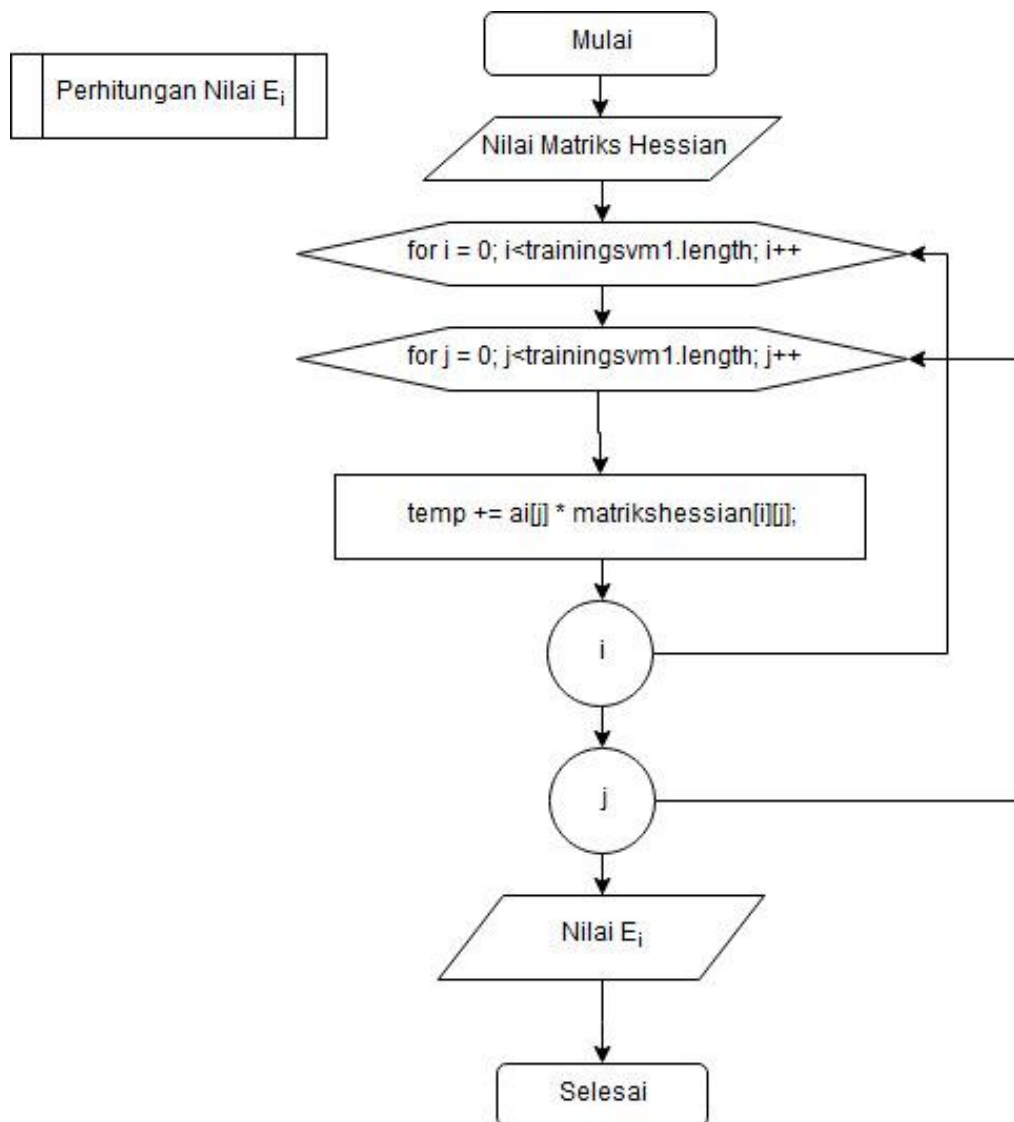 Mulai
Perhitungan Nilai Ei
Nilai Matriks Hessian
for i = 0; i<trainingsvm1.length; i++
for j = 0; j<trainingsvm1.length; j++
temp += ai[j] * matrikshessian[i][j];
i
j
Nilai Ei
Selesai